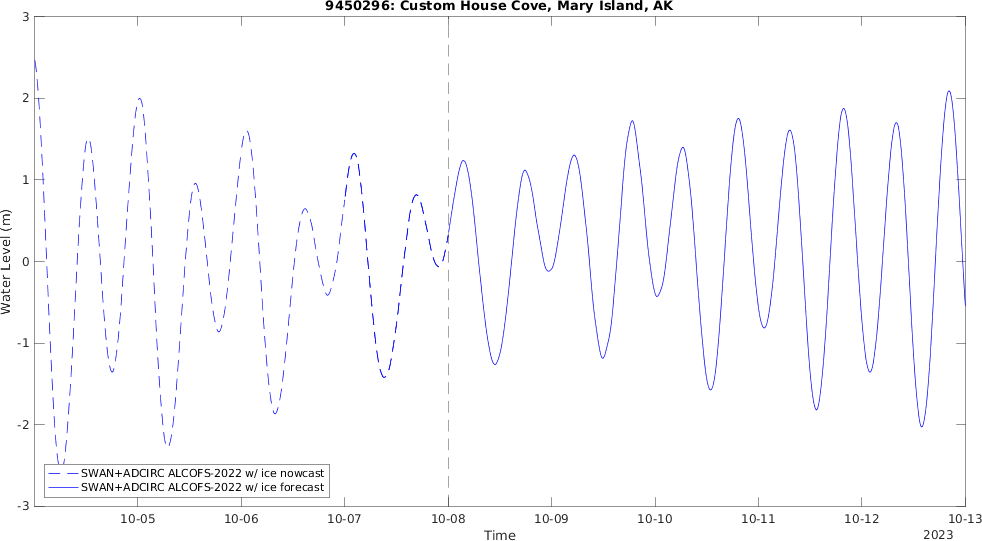 9450296: Custom House Cove, Mary Island, AK
3
2
1
0
-1
-2
-3
Water Level (m)
SWAN+ADCIRC ALCOFS-2022 w/ ice nowcast
SWAN+ADCIRC ALCOFS-2022 w/ ice forecast
10-05 10-06 10-07 10-08 10-09 10-10 10-11 10-12 10-13
Time
2023